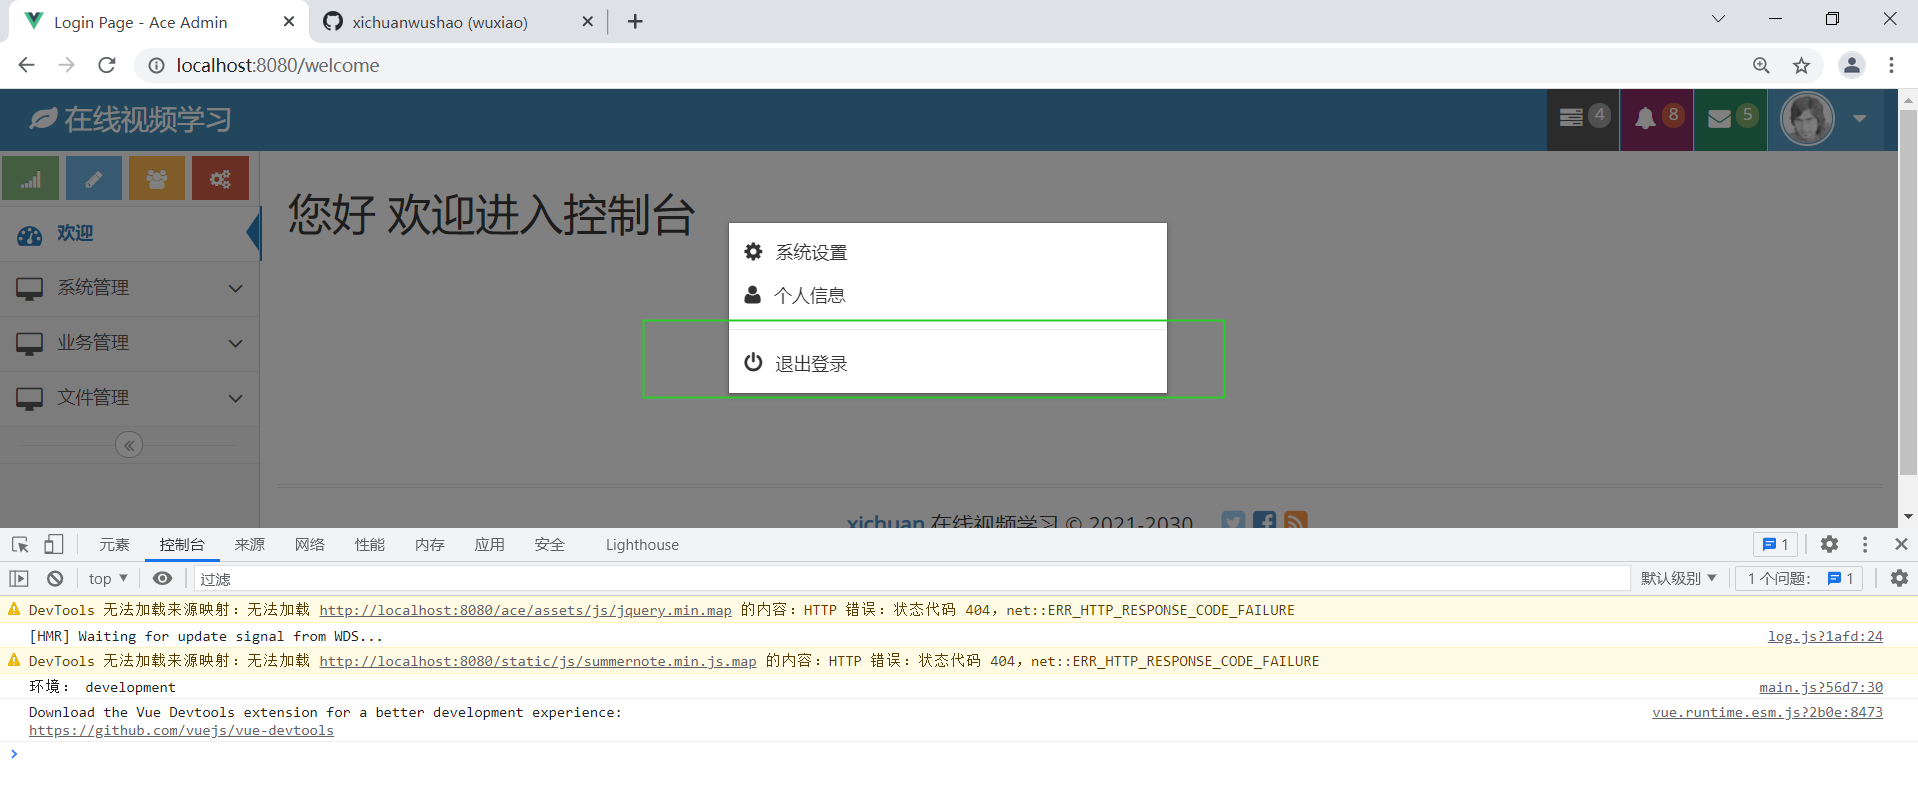 Login Page - Ace Admin
xichuanwushao (wuxiao)
localhost:8080/welcome
在线视频学习
4
8
5
欢迎
系统管理
业务管理
文件管理
您好 欢迎进入控制台
系统设置
个人信息
退出登录
xichuan 在线视频学习 © 2021-2030
元素 控制台 来源 网络 性能 内存 应用 安全 Lighthouse 1
top 过滤 默认级别 1 个问题: 1
DevTools 无法加载来源映射：无法加载 http://localhost:8080/ace/assets/js/jquery.min.map 的内容：HTTP 错误：状态代码 404，net::ERR_HTTP_RESPONSE_CODE_FAILURE
[HMR] Waiting for update signal from WDS... log.js?1afd:24
DevTools 无法加载来源映射：无法加载 http://localhost:8080/static/js/summernote.min.js.map 的内容：HTTP 错误：状态代码 404，net::ERR_HTTP_RESPONSE_CODE_FAILURE
环境： development main.js?56d7:30
Download the Vue Devtools extension for a better development experience: vue.runtime.esm.js?2b0e:8473
https://github.com/vuejs/vue-devtools